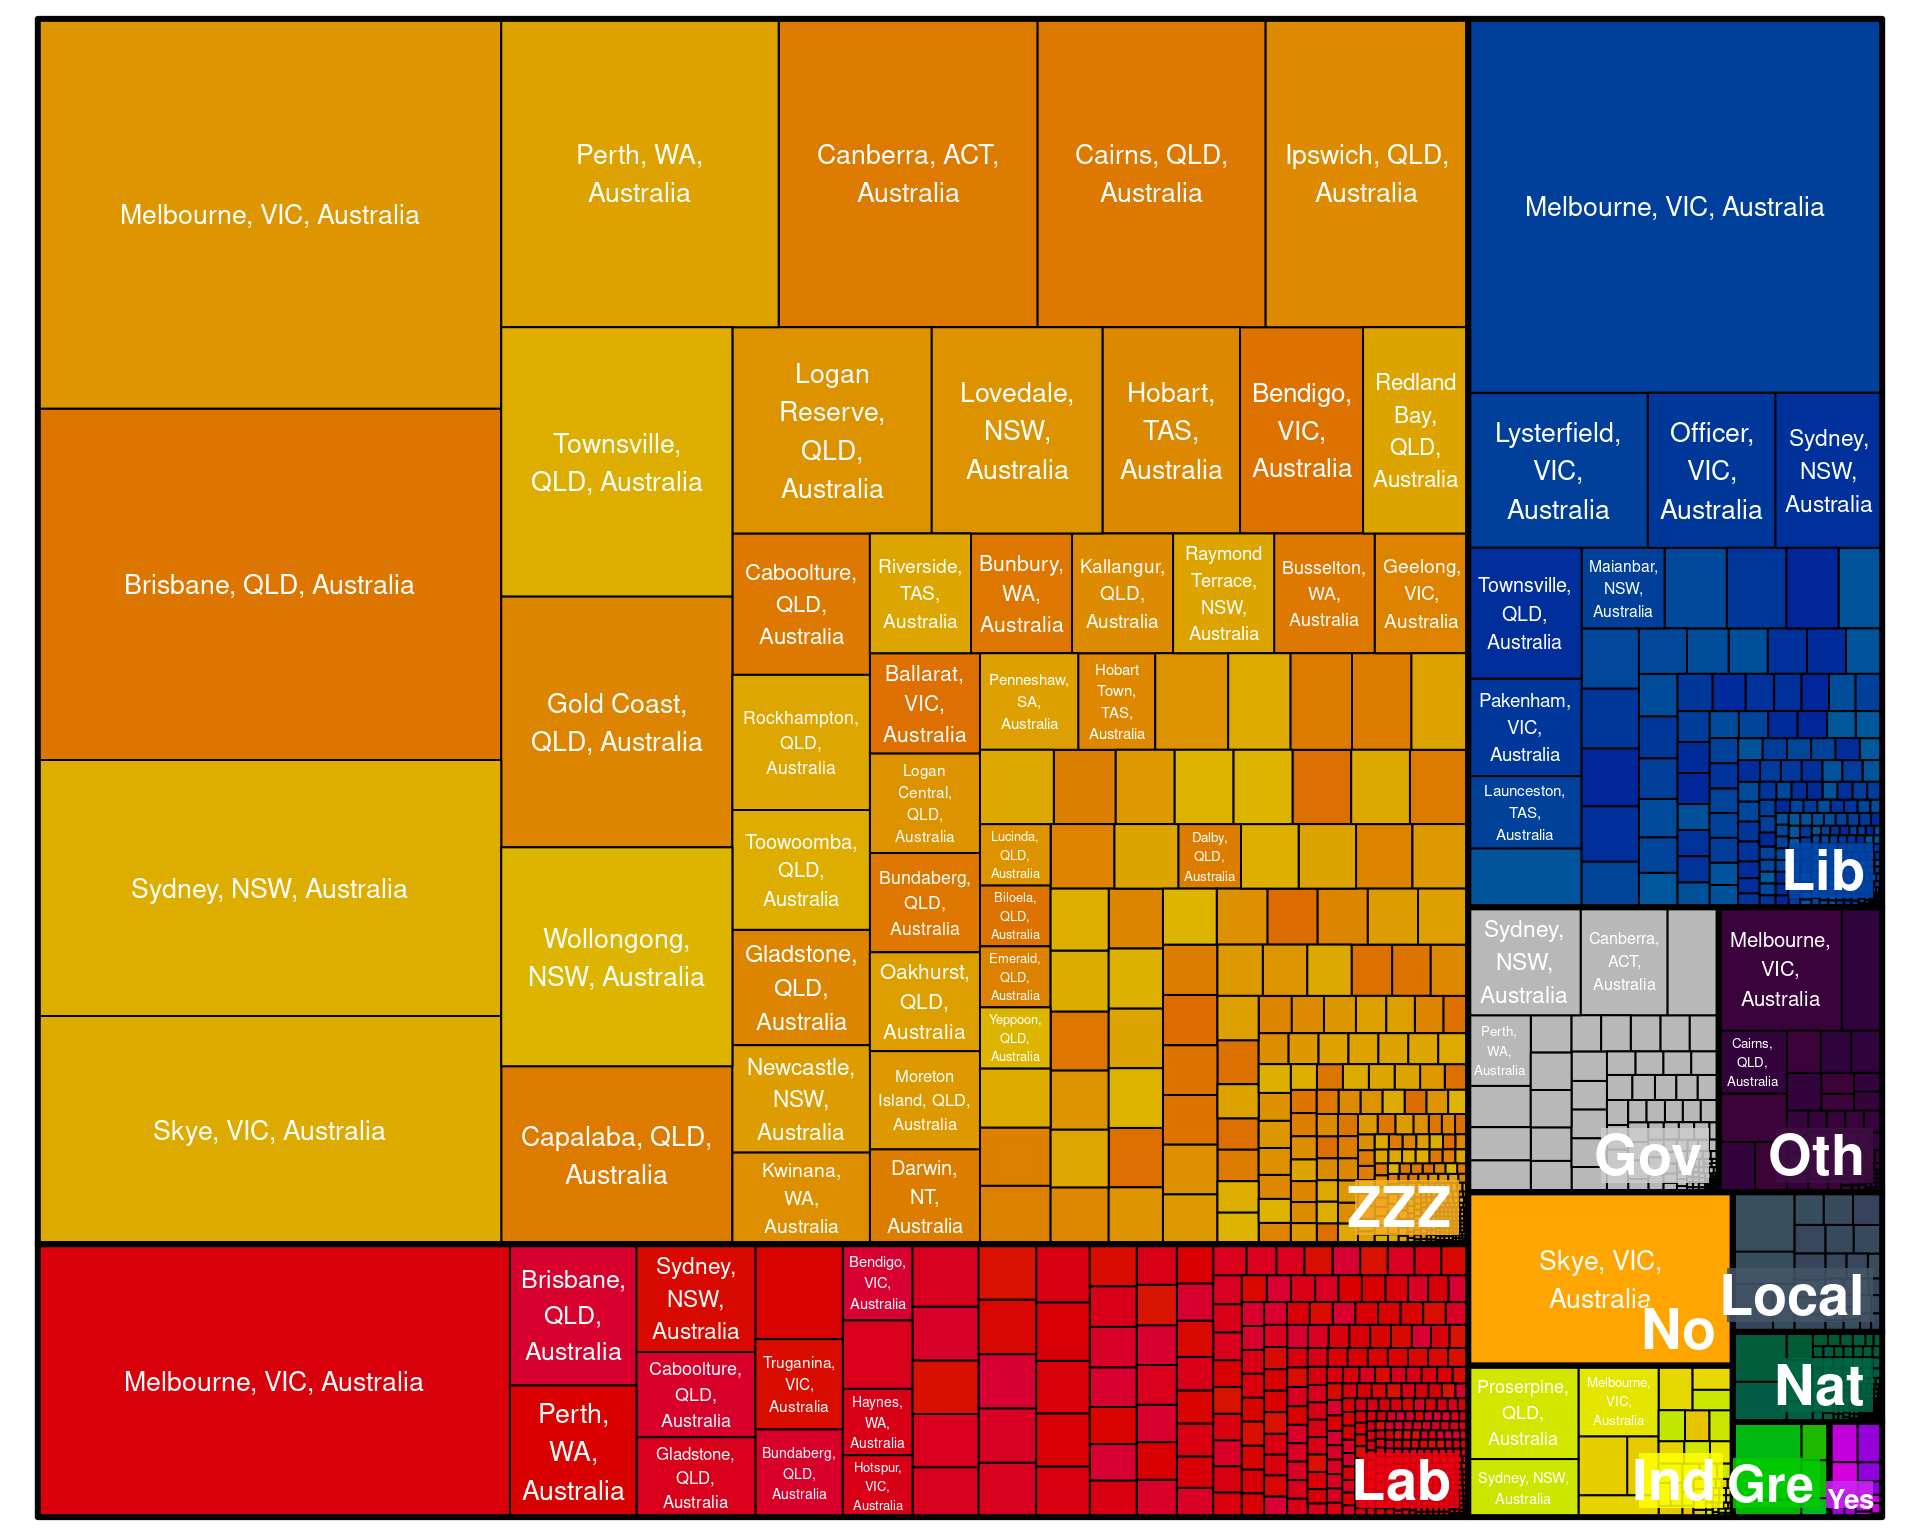 Melbourne, VIC, Australia
Brisbane, QLD, Australia
Sydney, NSW, Australia
Skye, VIC, Australia
Perth, WA,
Australia
Canberra, ACT,
Australia
Cairns, QLD,
Australia
Ipswich, QLD,
Australia
Townsville,
QLD, Australia
Gold Coast,
QLD, Australia
Wollongong,
NSW, Australia
Capalaba, QLD,
Australia
Logan
Reserve,
QLD,
Australia
Lovedale,
NSW,
Australia
Hobart,
TAS,
Australia
Bendigo,
VIC,
Australia
Redland
Bay,
QLD,
Australia
Caboolture,
QLD,
Australia
Rockhampton,
QLD,
Australia
Toowoomba,
QLD,
Australia
Gladstone,
QLD,
Australia
Newcastle,
NSW,
Australia
Kwinana,
WA,
Australia
Riverside,
TAS,
Australia
Bunbury,
WA,
Australia
Kallangur,
QLD,
Australia
Raymond
Terrace,
NSW,
Australia
Busselton,
WA,
Australia
Geelong,
VIC,
Australia
Ballarat,
VIC,
Australia
Logan
Central,
QLD,
Australia
Bundaberg,
QLD,
Australia
Oakhurst,
QLD,
Australia
Moreton
Island, QLD,
Australia
Darwin,
NT,
Australia
Penneshaw,
SA,
Australia
Hobart
Town,
TAS,
Australia
Lucinda,
QLD,
Australia
Dalby,
QLD,
Australia
Biloela,
QLD,
Australia
Emerald,
QLD,
Australia
Yeppoon,
QLD,
Australia
ZZZ
Melbourne, VIC, Australia
Brisbane,
QLD,
Australia
Perth,
WA,
Australia
Sydney,
NSW,
Australia
Caboolture,
QLD,
Australia
Gladstone,
QLD,
Australia
Truganina,
VIC,
Australia
Bundaberg,
QLD,
Australia
Bendigo,
VIC,
Australia
Haynes,
WA,
Australia
Hotspur,
VIC,
Australia
Lab
Melbourne, VIC, Australia
Lysterfield,
VIC,
Australia
Officer,
VIC,
Australia
Sydney,
NSW,
Australia
Townsville,
QLD,
Australia
Maianbar,
NSW,
Australia
Pakenham,
VIC,
Australia
Launceston,
TAS,
Australia
Lib
Sydney,
NSW,
Australia
Canberra,
ACT,
Australia
Perth,
WA,
Australia
Gov
Melbourne,
VIC,
Australia
Cairns,
QLD,
Australia
Oth
Skye, VIC,
Australia
No
Local
Nat
Proserpine,
QLD,
Australia
Melbourne,
VIC,
Australia
Sydney, NSW,
Australia
Ind
Gre
Yes